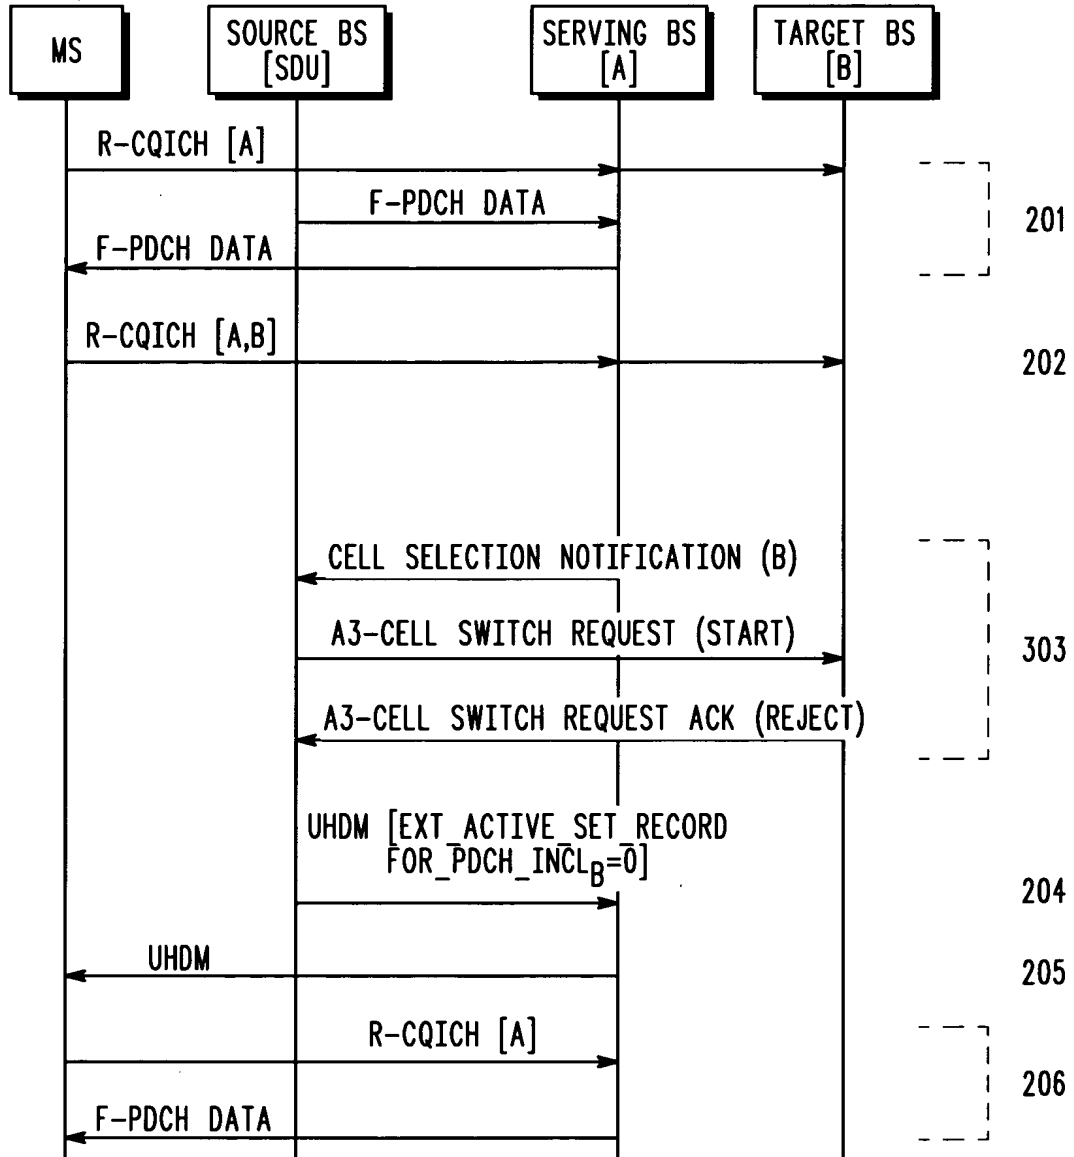 MS
SOURCE BS
[SDU]
SERVING BS
[A]
TARGET BS
[B]
R-CQICH [A]
F-PDCH DATA
201
F-PDCH DATA
R-CQICH [A,B]
202
CELL SELECTION NOTIFICATION (B)
A3-CELL SWITCH REQUEST (START)
303
A3-CELL SWITCH REQUEST ACK (REJECT)
UHDM [EXT_ACTIVE_SET_RECORD
FOR_PDCH_INCLB=0]
204
UHDM
205
R-CQICH [A]
206
F-PDCH DATA